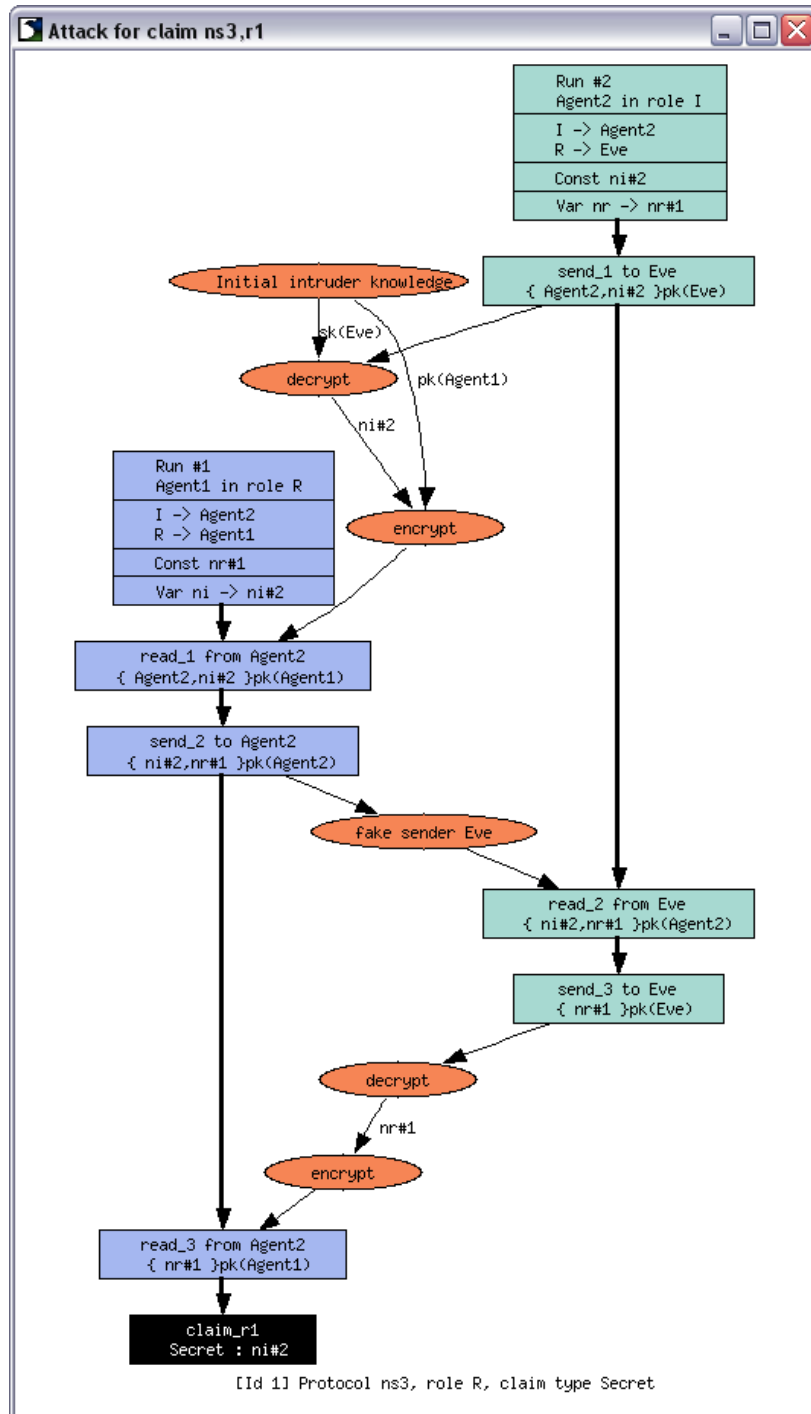 Attack for claim ns3,r1
Run #2
Agent2 in role I
I -> Agent2
R -> Eve
Const ni#2
Var nr -> nr#1
send_1 to Eve
{ Agent2,ni#2 }pk(Eve)
Initial intruder knowledge
sk(Eve)
decrypt
pk(Agent1)
ni#2
Run #1
Agent1 in role R
I -> Agent2
R -> Agent1
Const nr#1
Var ni -> ni#2
encrypt
read_1 from Agent2
{ Agent2,ni#2 }pk(Agent1)
send_2 to Agent2
{ ni#2,nr#1 }pk(Agent2)
fake sender Eve
read_2 from Eve
{ ni#2,nr#1 }pk(Agent2)
send_3 to Eve
{ nr#1 }pk(Eve)
decrypt
nr#1
encrypt
read_3 from Agent2
{ nr#1 }pk(Agent1)
claim_r1
Secret : ni#2
[Id 1] Protocol ns3, role R, claim type Secret